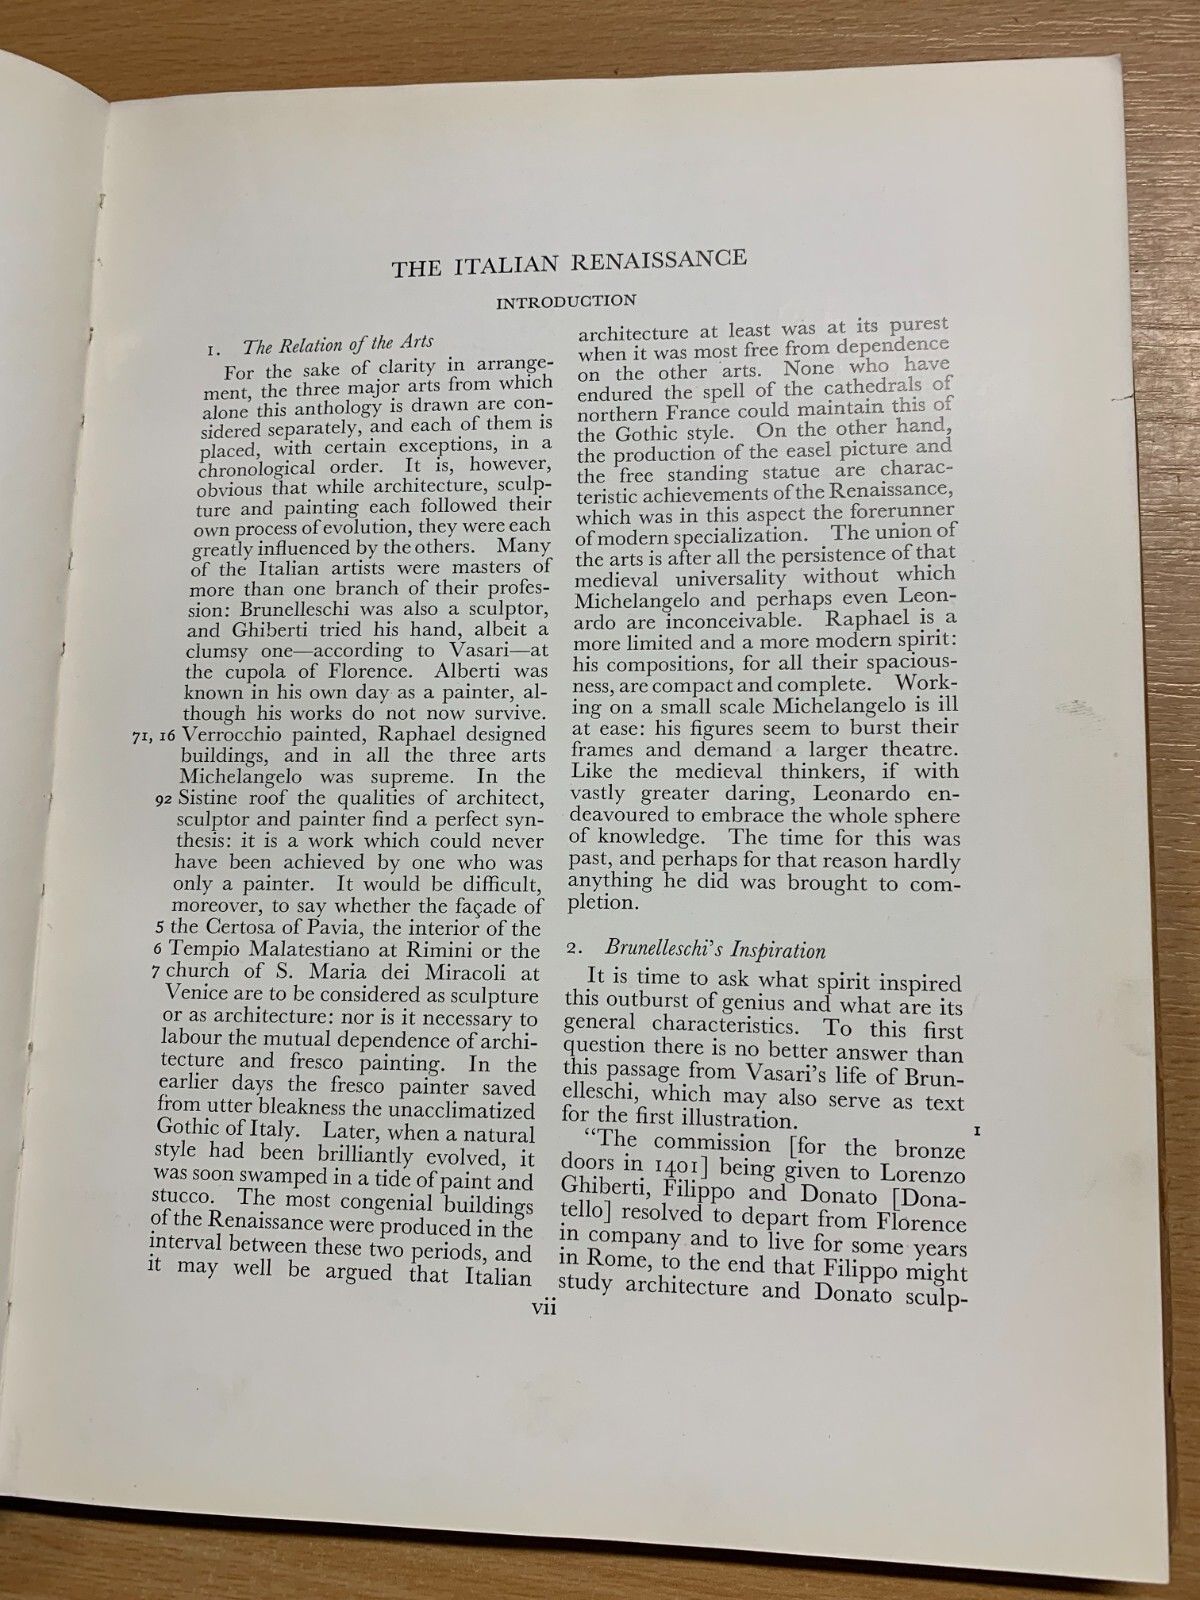 THE ITALIAN RENAISSANCE
INTRODUCTION
1. The Relation of the Arts
For the sake of clarity in arrange-
ment, the three major arts from which
alone this anthology is drawn are con-
sidered separately, and each of them is
placed, with certain exceptions, in a
chronological order. It is, however,
obvious that while architecture, sculp-
ture and painting each followed their
own process of evolution, they were each
greatly influenced by the others. Many
of the Italian artists were masters of
more than one branch of their profes-
sion: Brunelleschi was also a sculptor,
and Ghiberti tried his hand, albeit a
clumsy one—according to Vasari—at
the cupola of Florence. Alberti was
known in his own day as a painter, al-
though his works do not now survive.
71, 16 Verrocchio painted, Raphael designed
buildings, and in all the three arts
Michelangelo was supreme. In the
92 Sistine roof the qualities of architect,
sculptor and painter find a perfect syn-
thesis: it is a work which could never
have been achieved by one who was
only a painter. It would be difficult,
moreover, to say whether the façade of
5 the Certosa of Pavia, the interior of the
6 Tempio Malatestiano at Rimini or the
7 church of S. Maria dei Miracoli at
Venice are to be considered as sculpture
or as architecture: nor is it necessary to
labour the mutual dependence of archi-
tecture and fresco painting. In the
earlier days the fresco painter saved
from utter bleakness the unacclimatized
Gothic of Italy. Later, when a natural
style had been brilliantly evolved, it
was soon swamped in a tide of paint and
stucco. The most congenial buildings
of the Renaissance were produced in the
interval between these two periods, and
it may well be argued that Italian
architecture at least was at its purest
when it was most free from dependence
on the other arts. None who have
endured the spell of the cathedrals of
northern France could maintain this of
the Gothic style. On the other hand,
the production of the easel picture and
the free standing statue are charac-
teristic achievements of the Renaissance,
which was in this aspect the forerunner
of modern specialization. The union of
the arts is after all the persistence of that
medieval universality without which
Michelangelo and perhaps even Leon-
ardo are inconceivable. Raphael is a
more limited and a more modern spirit:
his compositions, for all their spacious-
ness, are compact and complete. Work-
ing on a small scale Michelangelo is ill
at ease: his figures seem to burst their
frames and demand a larger theatre.
Like the medieval thinkers, if with
vastly greater daring, Leonardo en-
deavoured to embrace the whole sphere
of knowledge. The time for this was
past, and perhaps for that reason hardly
anything he did was brought to com-
pletion.
2. Brunelleschi's Inspiration
It is time to ask what spirit inspired
this outburst of genius and what are its
general characteristics. To this first
question there is no better answer than
this passage from Vasari's life of Brun-
elleschi, which may also serve as text
for the first illustration. 1
“The commission [for the bronze
doors in 1401] being given to Lorenzo
Ghiberti, Filippo and Donato [Dona-
tello] resolved to depart from Florence
in company and to live for some years
in Rome, to the end that Filippo might
study architecture and Donato sculp-
vii